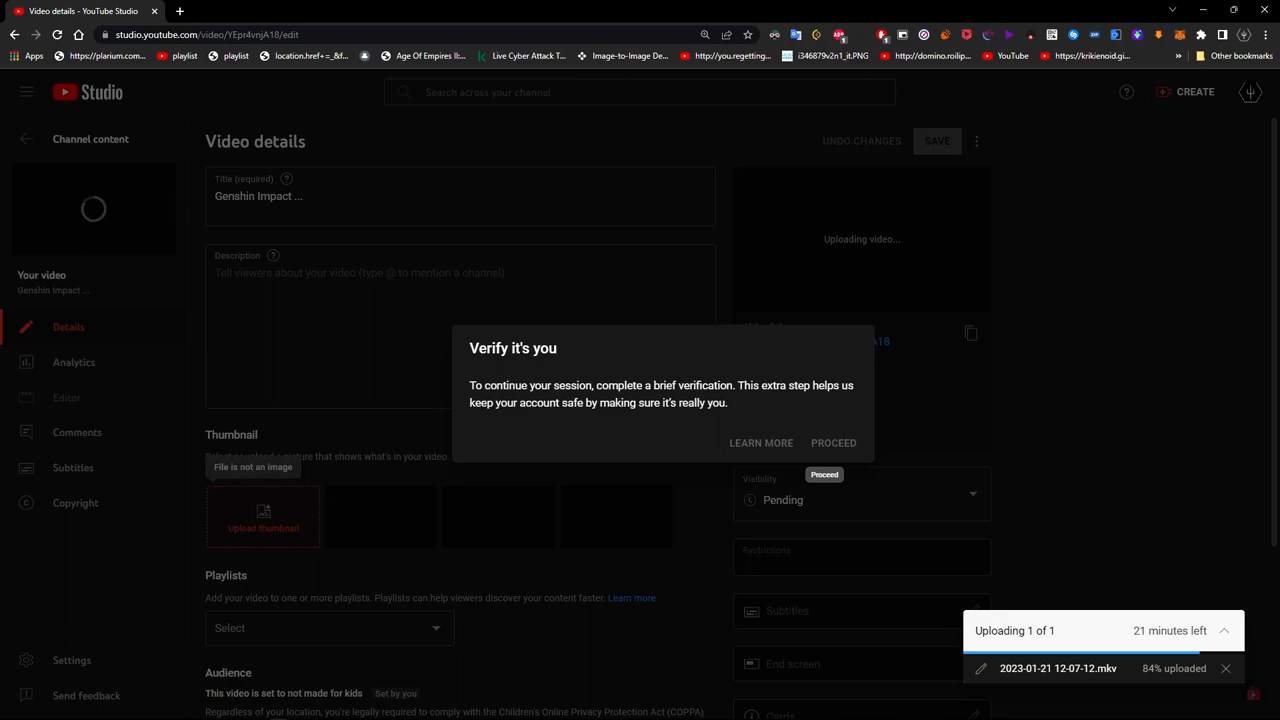 Video details - YouTube Studio
studio.youtube.com/video/YEpr4vnjA18/edit
Apps
https://plarium.com...
playlist
playlist
location.href+=_&df...
Age Of Empires II:...
Live Cyber Attack T...
Image-to-Image De...
http://you.regetting...
i346879v2n1_it.PNG
http://domino.roilip...
YouTube
https://krikienoid.g...
»
Other bookmarks
Studio
Search across your channel
CREATE
Channel content
Video details
UNDO CHANGES
SAVE
Title (required)
Genshin Impact ...
Uploading video...
Description
Tell viewers about your video (type @ to mention a channel)
Your video
Genshin Impact ...
Details
Analytics
Editor
Comments
Subtitles
Copyright
Settings
Send feedback
A18
Verify it's you
To continue your session, complete a brief verification. This extra step helps us
keep your account safe by making sure it's really you.
LEARN MORE
PROCEED
Proceed
Thumbnail
Select or upload a picture that shows what's in your video.
File is not an image
Upload thumbnail
Visibility
Pending
Restrictions
Playlists
Add your video to one or more playlists. Playlists can help viewers discover your content faster. Learn more
Select
Subtitles
End screen
Cards
Audience
This video is set to not made for kids
Set by you
Regardless of your location, you're legally required to comply with the Children's Online Privacy Protection Act (COPPA)
Uploading 1 of 1
21 minutes left
2023-01-21 12-07-12.mkv
84% uploaded